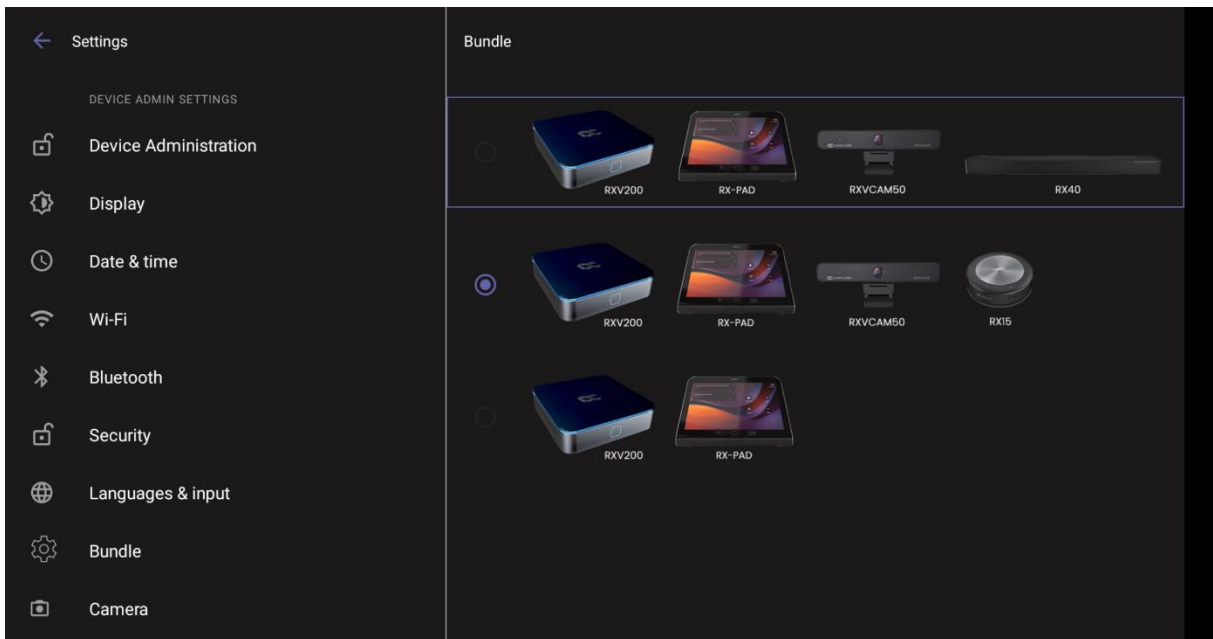 Settings
DEVICE ADMIN SETTINGS
Device Administration
Display
Date & time
Wi-Fi
Bluetooth
Security
Languages & input
Bundle
Camera
Bundle
RXV200 RX-PAD RXVCAM50 RX40
RXV200 RX-PAD RXVCAM50 RX15
RXV200 RX-PAD